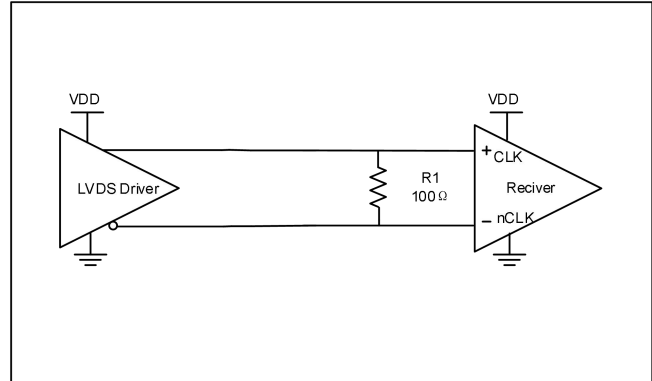 VDD
VDD
+ CLK
LVDS Driver
R1
100 Ω
Reciver
− nCLK